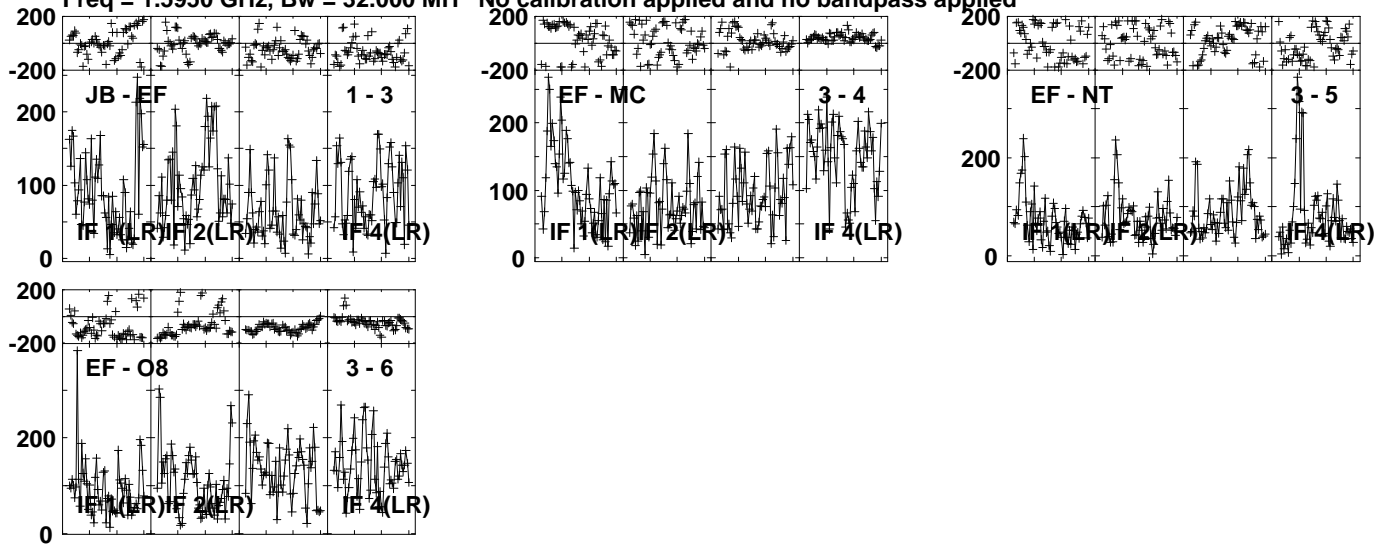 Freq = 1.5950 GHz, Bw = 32.000 MH No calibration applied and no bandpass applied
200
-200
JB - EF 1 - 3
200
100
0
IF 1(LR) IF 2(LR) IF 4(LR)
200
-200
EF - MC 3 - 4
200
100
0
IF 1(LR) IF 2(LR) IF 4(LR)
200
-200
EF - NT 3 - 5
200
0
IF 1(LR) IF 2(LR) IF 4(LR)
200
-200
EF - O8 3 - 6
200
0
IF 1(LR) IF 2(LR) IF 4(LR)